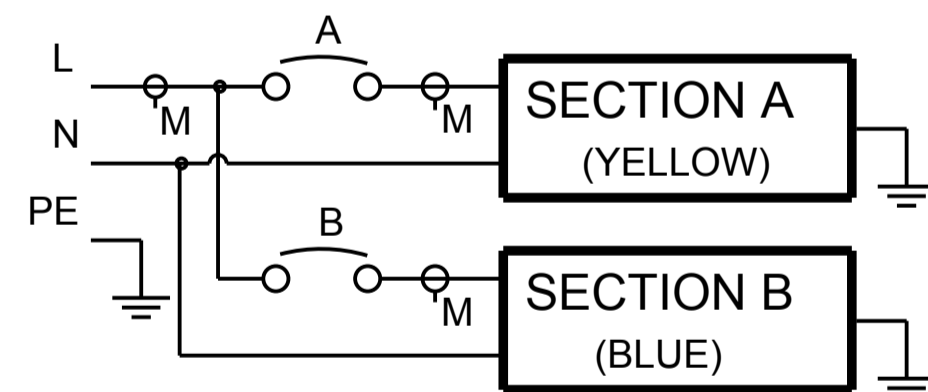 A
L
M
M
SECTION A
(YELLOW)
N
PE
B
M
SECTION B
(BLUE)